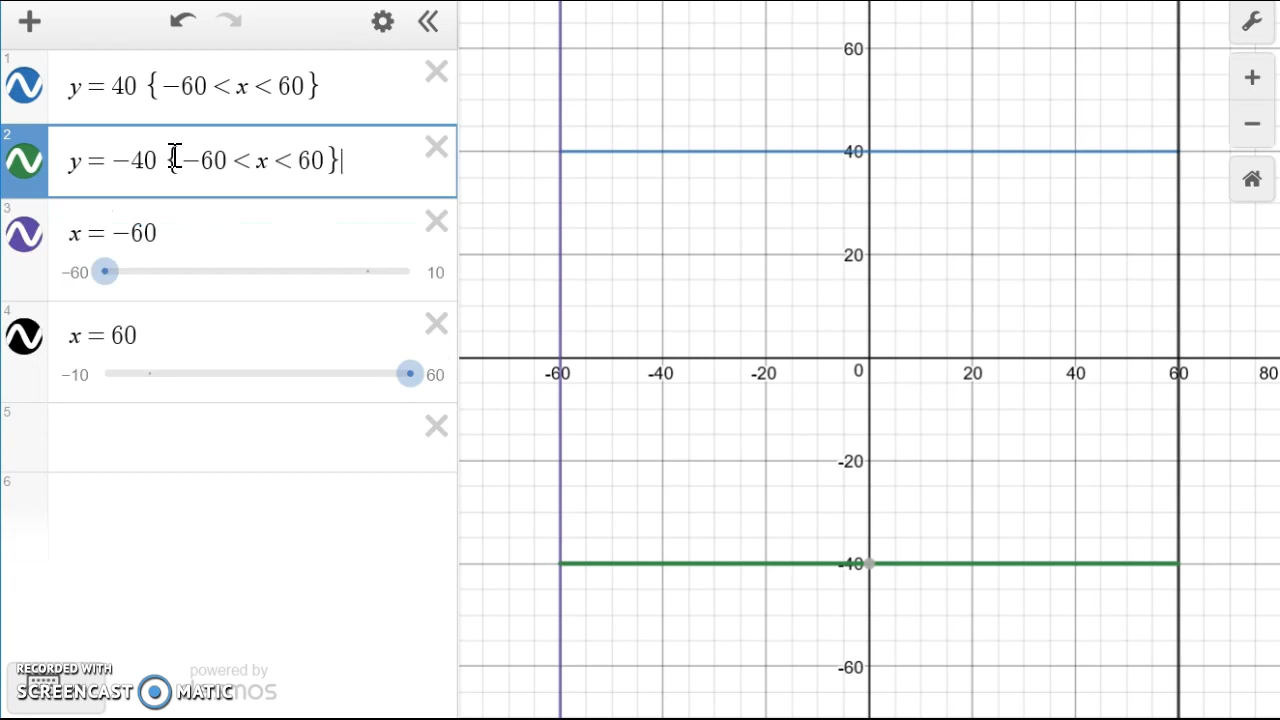 1
y = 40 {−60 < x < 60}
2
y = −40 {−60 < x < 60}
3
x = −60
−60 10
4
x = 60
−10 60
5
6
60
40
20
-60 -40 -20 0 20 40 60 80
-20
-40
-60
RECORDED WITH
SCREENCAST MATIC
powered by